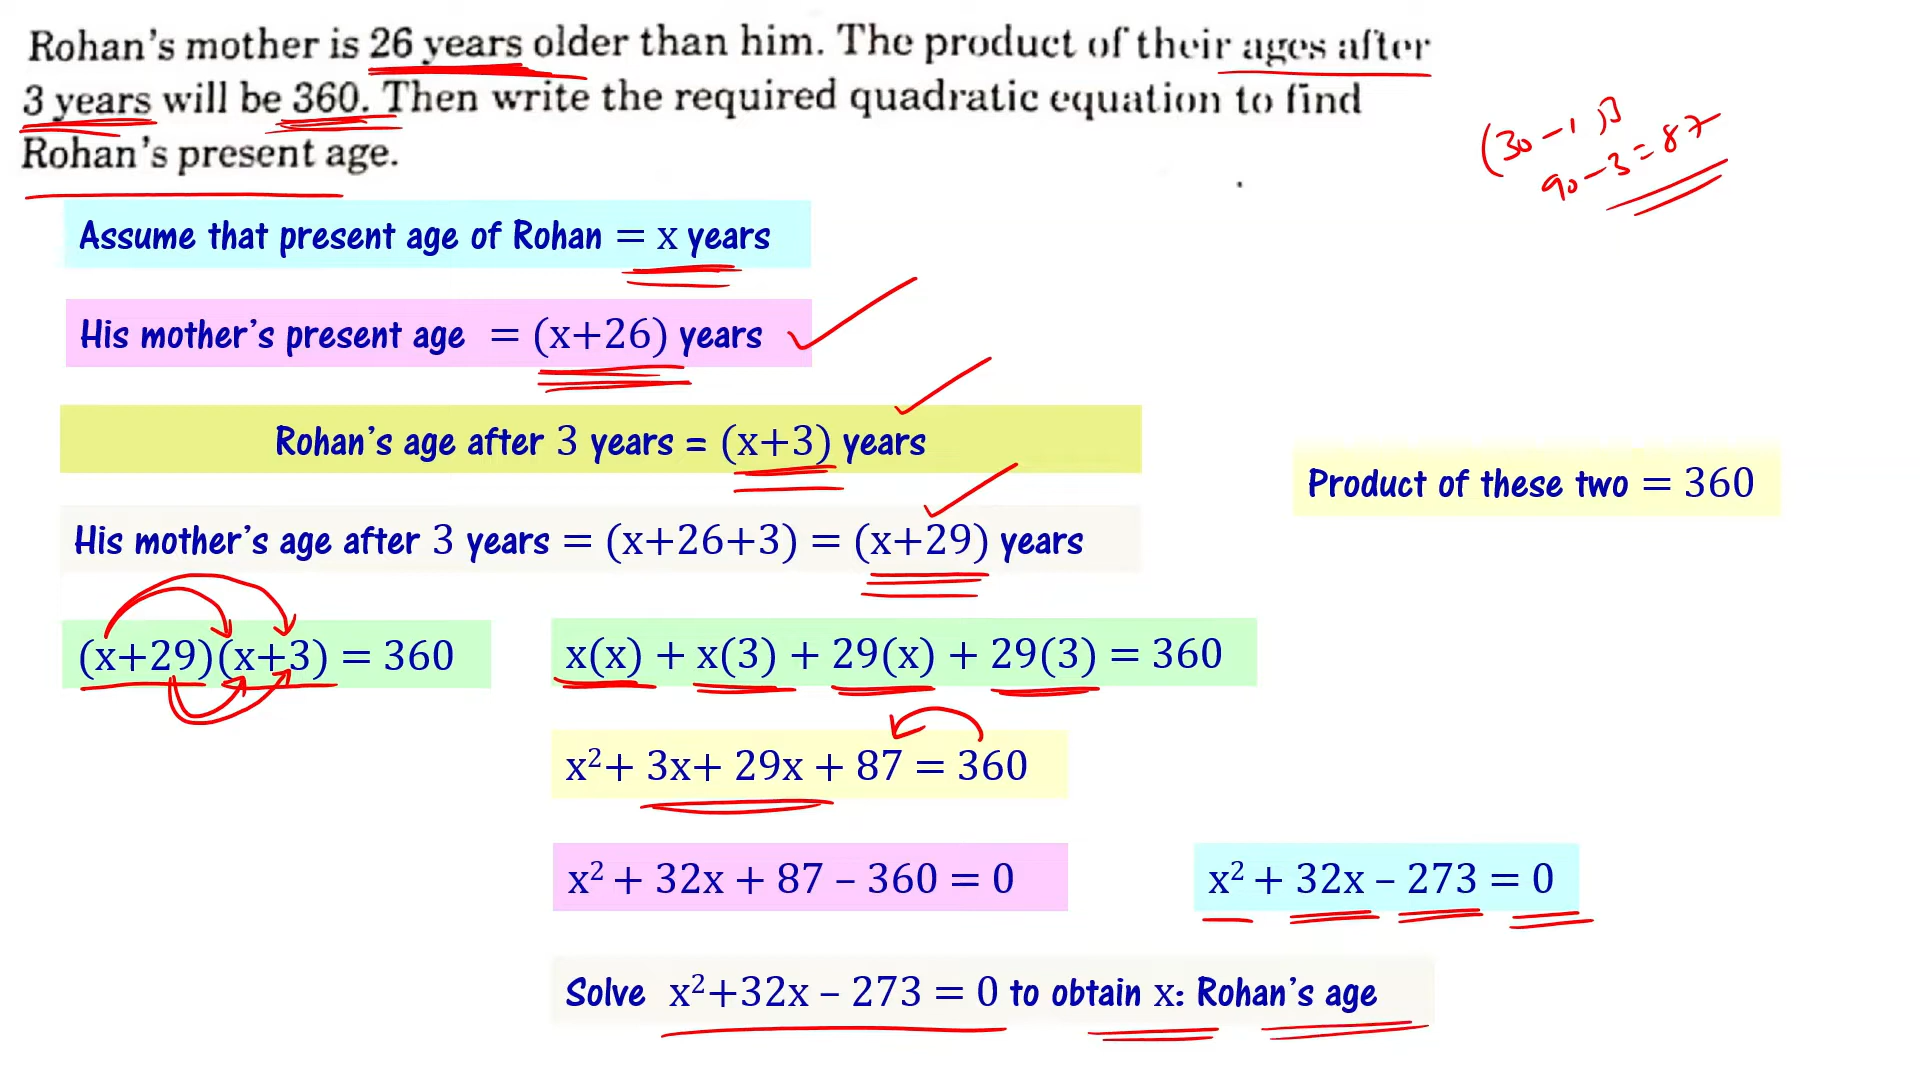 Rohan's mother is 26 years older than him. The product of their ages after
3 years will be 360. Then write the required quadratic equation to find
Rohan's present age.
(30-1)3
90-3=87
Assume that present age of Rohan = x years
His mother's present age = (x+26) years
Rohan's age after 3 years = (x+3) years
Product of these two = 360
His mother's age after 3 years = (x+26+3) = (x+29) years
(x+29)(x+3) = 360
x(x) + x(3) + 29(x) + 29(3) = 360
x²+ 3x+ 29x + 87 = 360
x² + 32x + 87 – 360 = 0
x² + 32x – 273 = 0
Solve x²+32x – 273 = 0 to obtain x: Rohan's age